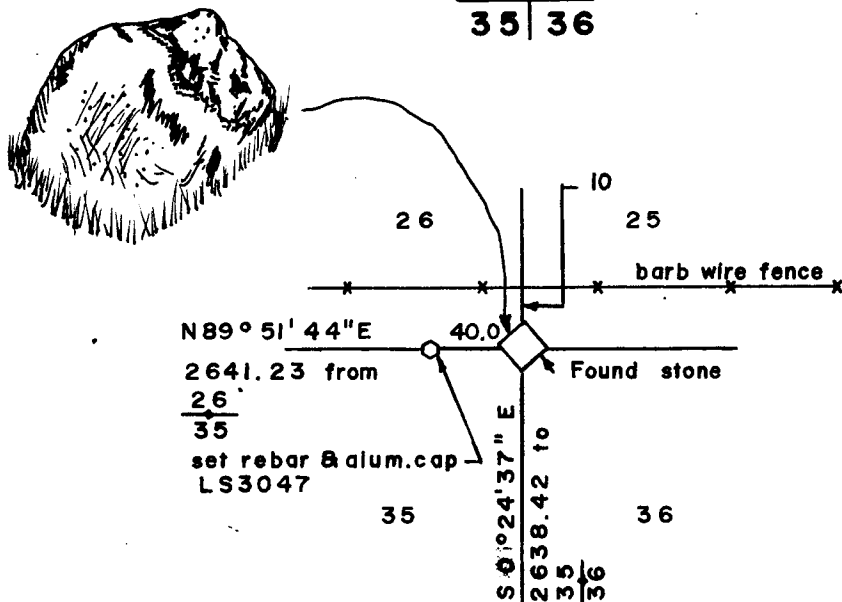 35 36
10
26 25
barb wire fence
N89°51'44"E 40.0
2641.23 from Found stone
26
35
set rebar & alum.cap
LS3047
35 36
S 01°24'37" E
2638.42 to
35
36